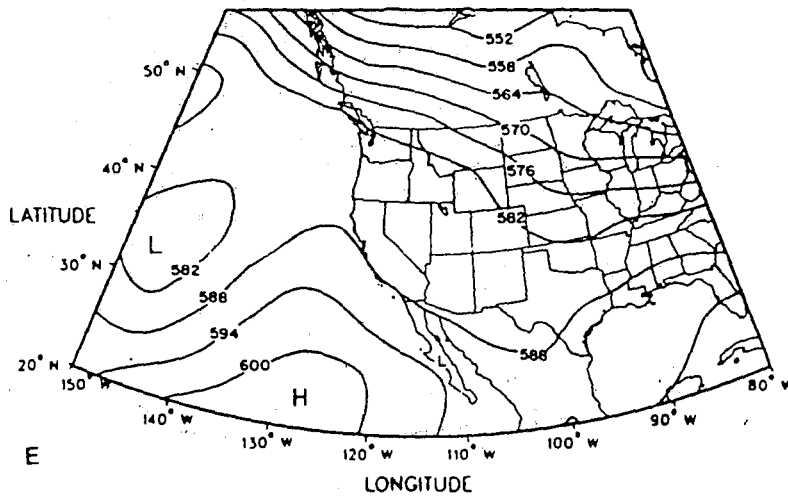 552
558
50° N
564
570
40° N
576
LATITUDE
582
L
30° N
582
588
594
588
L
600
20° N
H
150° W
80° W
140° W
90° W
130° W
100° W
120° W
110° W
E
LONGITUDE